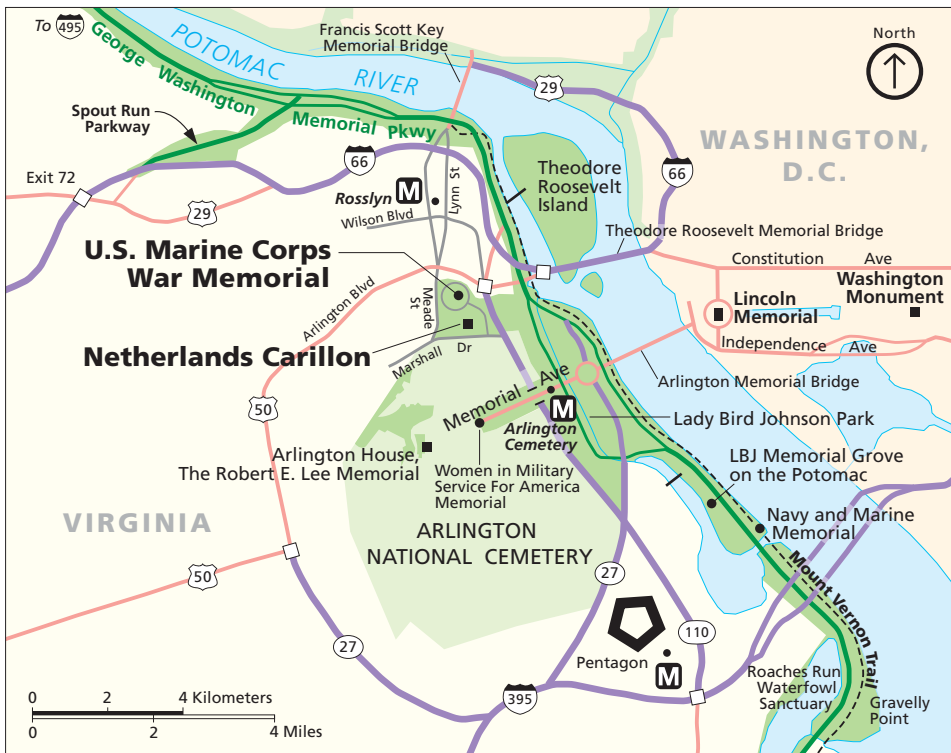 To 495
POTOMAC RIVER
Francis Scott Key
Memorial Bridge
North
George Washington Memorial Pkwy
Spout Run
Parkway
29
66
WASHINGTON,
D.C.
Theodore
Roosevelt
Island
66
Exit 72
29
Rosslyn
M
Lynn St
Wilson Blvd
Theodore Roosevelt Memorial Bridge
U.S. Marine Corps
War Memorial
Constitution Ave
Washington
Monument
Lincoln
Memorial
Arlington Blvd
Meade
St
Netherlands Carillon
Marshall Dr
Independence Ave
Arlington Memorial Bridge
Memorial Ave
M
Arlington
Cemetery
Lady Bird Johnson Park
50
Arlington House,
The Robert E. Lee Memorial
Women in Military
Service For America
Memorial
LBJ Memorial Grove
on the Potomac
VIRGINIA
ARLINGTON
NATIONAL CEMETERY
Navy and Marine
Memorial
50
27
Mount Vernon Trail
27
110
Pentagon
M
Roaches Run
Waterfowl
Sanctuary
Gravelly
Point
395
0 2 4 Kilometers
0 2 4 Miles